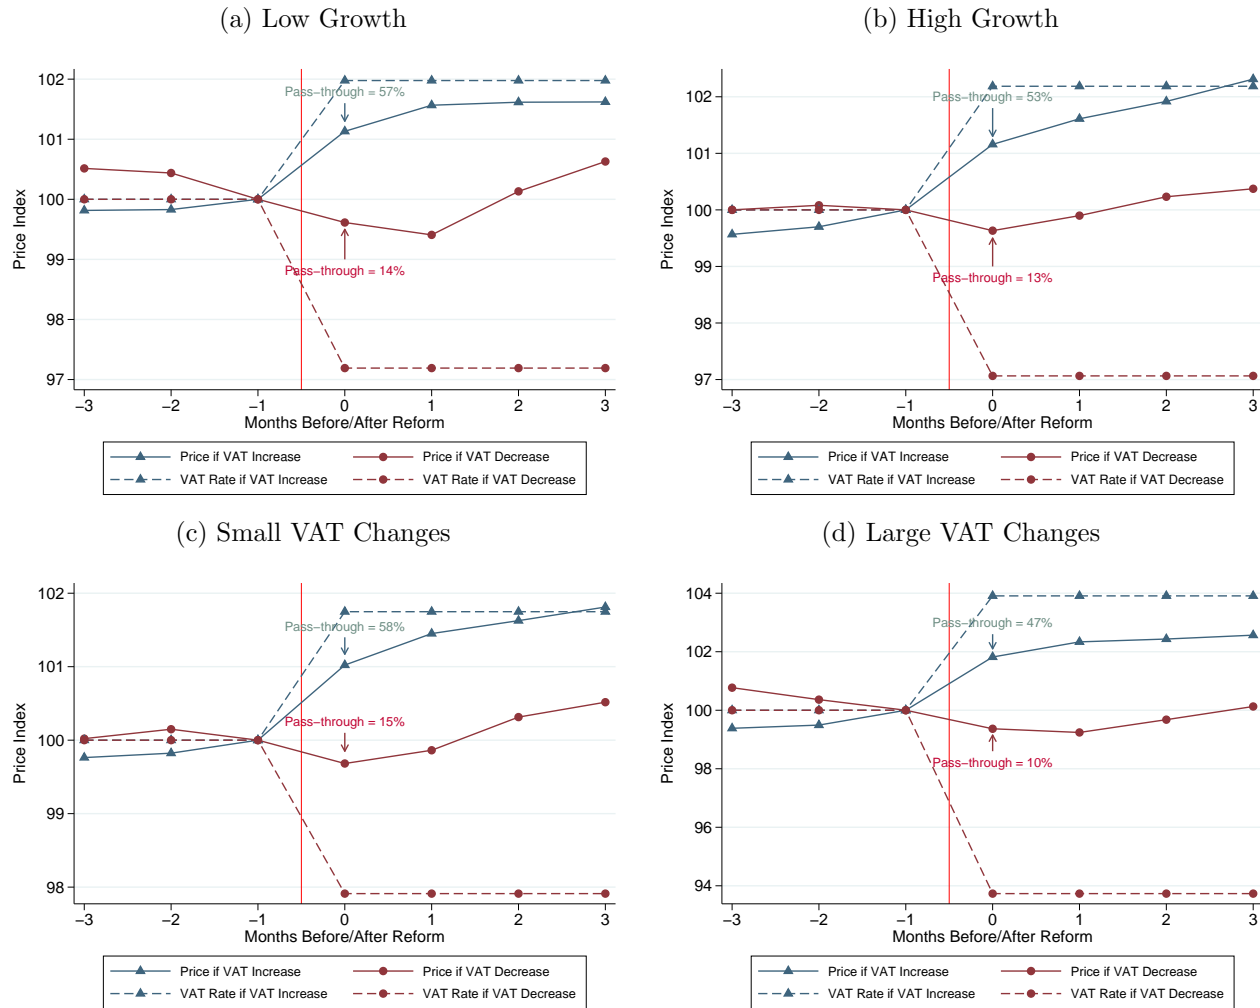 (a) Low Growth
102
101
100
99
98
97
Price Index
Pass−through = 57%
Pass−through = 14%
−3 −2 −1 0 1 2 3
Months Before/After Reform
Price if VAT Increase Price if VAT Decrease
VAT Rate if VAT Increase VAT Rate if VAT Decrease
(b) High Growth
102
101
100
99
98
97
Price Index
Pass−through = 53%
Pass−through = 13%
−3 −2 −1 0 1 2 3
Months Before/After Reform
Price if VAT Increase Price if VAT Decrease
VAT Rate if VAT Increase VAT Rate if VAT Decrease
(c) Small VAT Changes
102
101
100
99
98
Price Index
Pass−through = 58%
Pass−through = 15%
−3 −2 −1 0 1 2 3
Months Before/After Reform
Price if VAT Increase Price if VAT Decrease
VAT Rate if VAT Increase VAT Rate if VAT Decrease
(d) Large VAT Changes
104
102
100
98
96
94
Price Index
Pass−through = 47%
Pass−through = 10%
−3 −2 −1 0 1 2 3
Months Before/After Reform
Price if VAT Increase Price if VAT Decrease
VAT Rate if VAT Increase VAT Rate if VAT Decrease